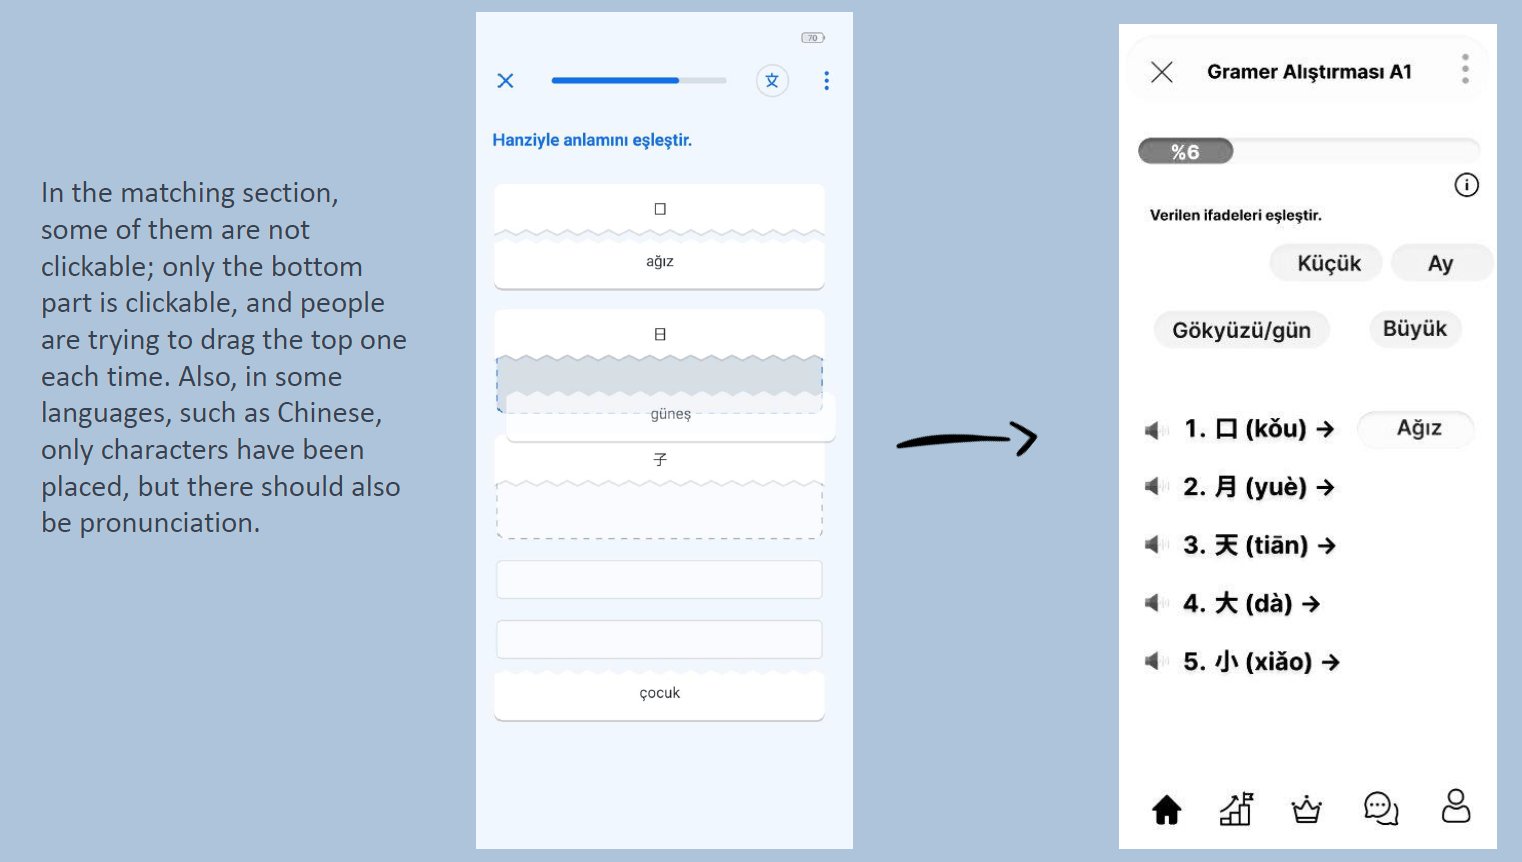 In the matching section,
some of them are not
clickable; only the bottom
part is clickable, and people
are trying to drag the top one
each time. Also, in some
languages, such as Chinese,
only characters have been
placed, but there should also
be pronunciation.
70
文
Hanziyle anlamını eşleştir.
口
ağız
日
güneş
子
çocuk
Gramer Alıştırması A1
%6
Verilen ifadeleri eşleştir.
Küçük Ay
Gökyüzü/gün Büyük
1. 口 (kǒu) → Ağız
2. 月 (yuè) →
3. 天 (tiān) →
4. 大 (dà) →
5. 小 (xiǎo) →